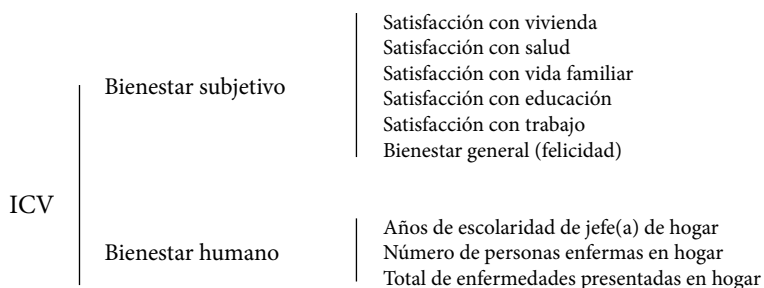 ICV
Bienestar subjetivo
Satisfacción con vivienda
Satisfacción con salud
Satisfacción con vida familiar
Satisfacción con educación
Satisfacción con trabajo
Bienestar general (felicidad)
Bienestar humano
Años de escolaridad de jefe(a) de hogar
Número de personas enfermas en hogar
Total de enfermedades presentadas en hogar